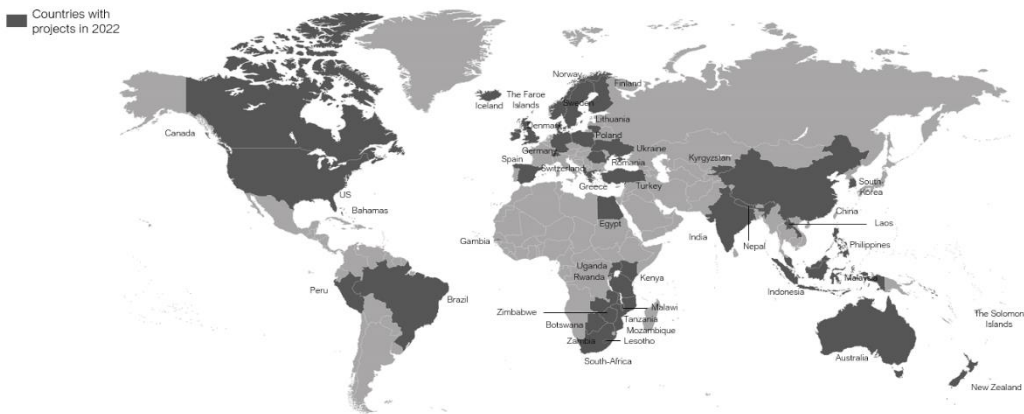 Countries with
projects in 2022
Norway
Finland
Iceland
The Faroe
Islands
Sweden
Lithuania
Denmark
Canada
Poland
Germany
Ukraine
Spain
Romania
Kyrgyzstan
Switzerland
South-
Korea
Greece
Turkey
US
China
Bahamas
Laos
Egypt
India
Gambia
Nepal
Philippines
Uganda
Rwanda
Kenya
Malaysia
Peru
Indonesia
Brazil
Malawi
Zimbabwe
The Solomon
Islands
Tanzania
Botswana
Mozambique
Zambia
Lesotho
Australia
South-Africa
New Zealand